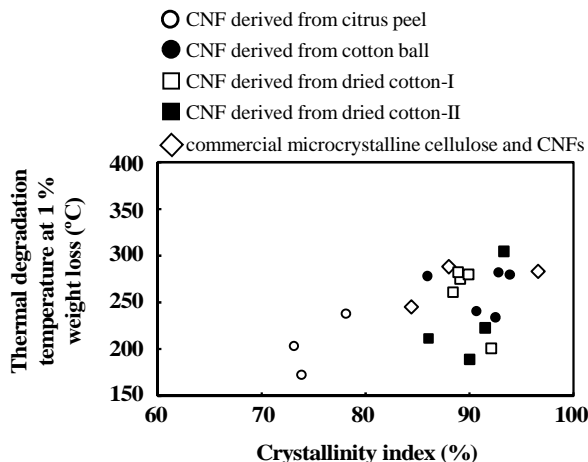 CNF derived from citrus peel
CNF derived from cotton ball
CNF derived from dried cotton-I
CNF derived from dried cotton-II
commercial microcrystalline cellulose and CNFs
Thermal degradation
temperature at 1 %
weight loss (ºC)
400
350
300
250
200
150
60
70
80
90
100
Crystallinity index (%)